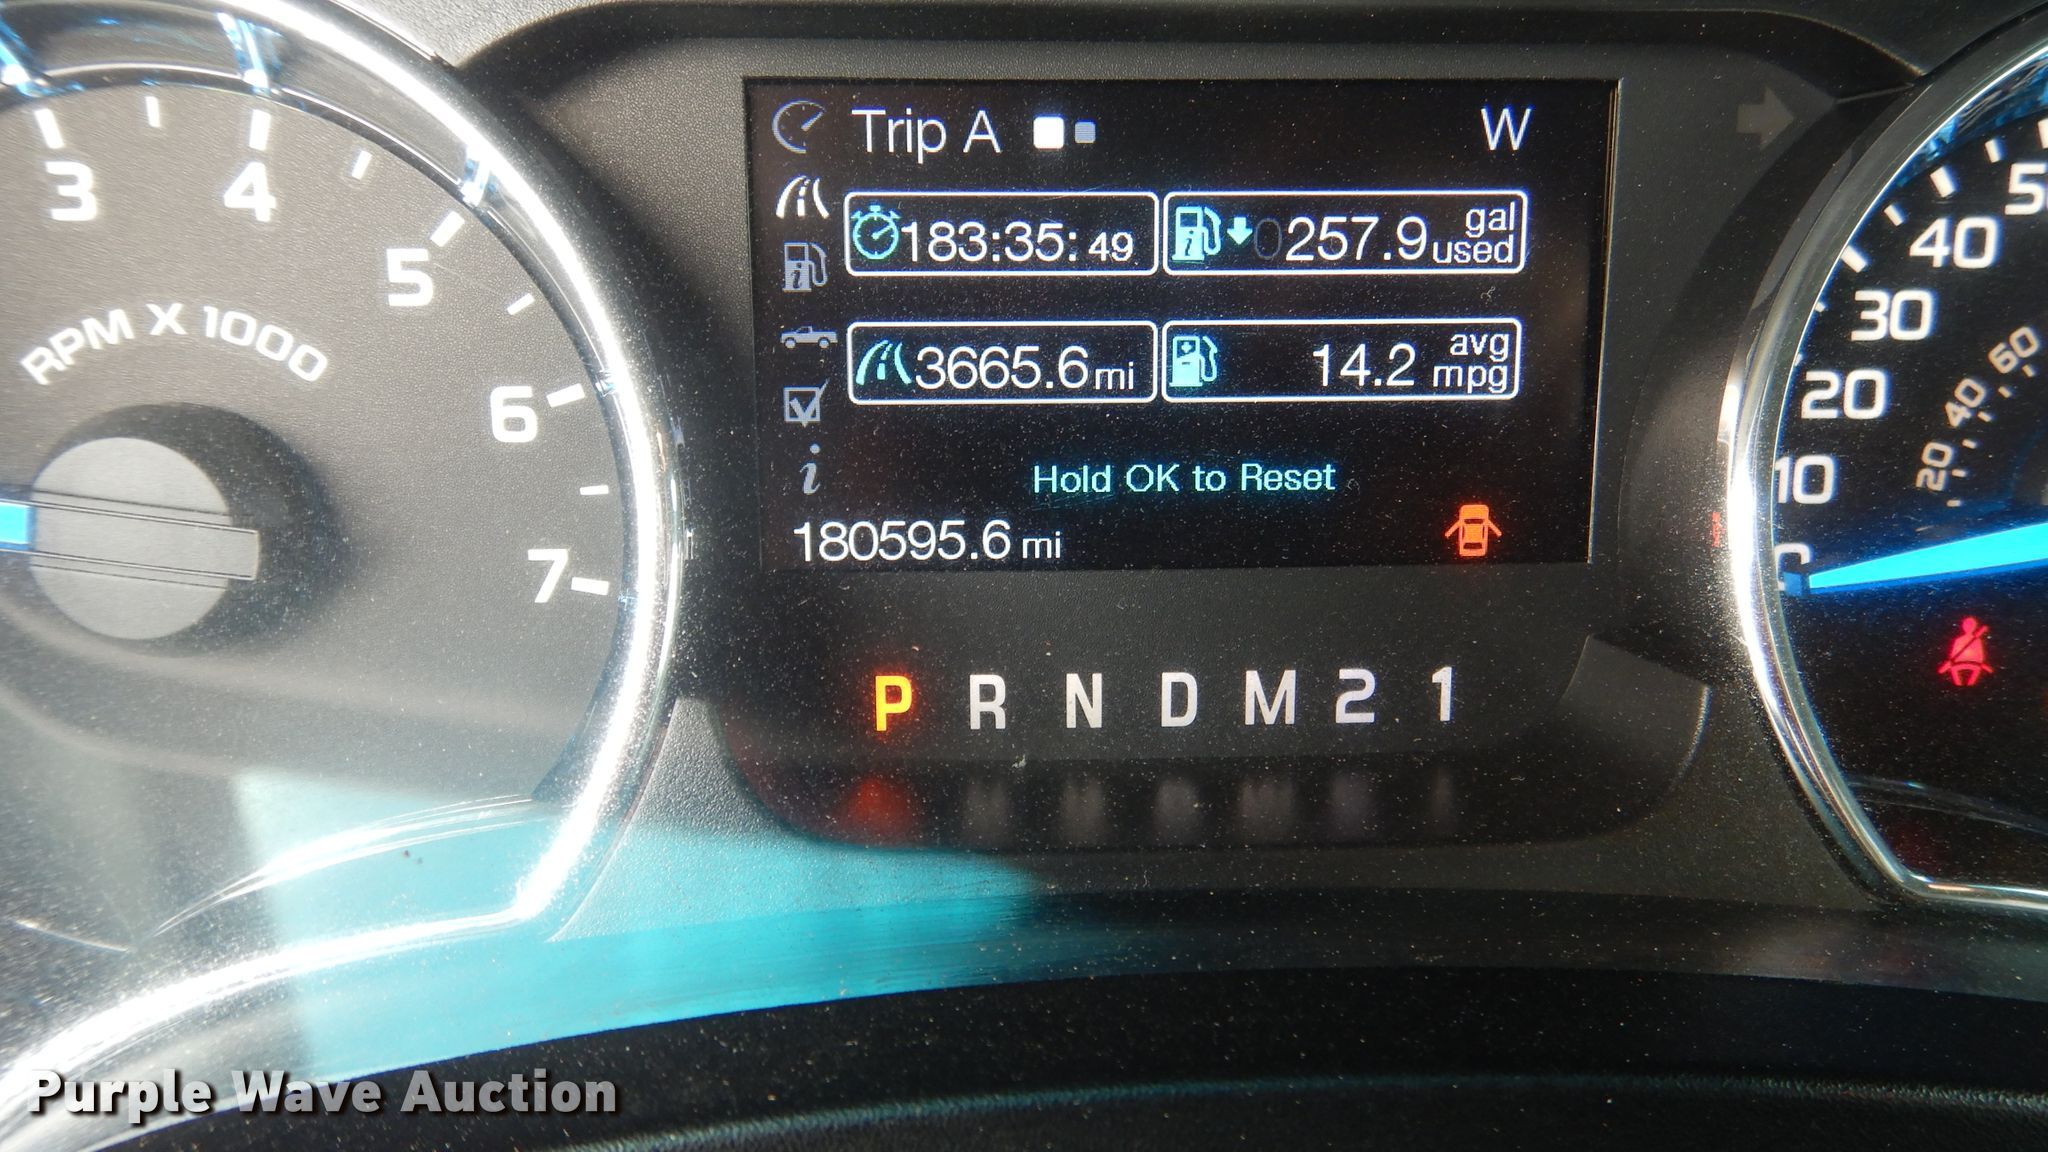 Trip A W
183:35:49
0257.9 gal used
3665.6 mi
14.2 avg mpg
Hold OK to Reset
180595.6 mi
P R N D M 2 1
3
4
5
6
7
RPM X 1000
40
30
20
10
0
20
40
60
Purple Wave Auction